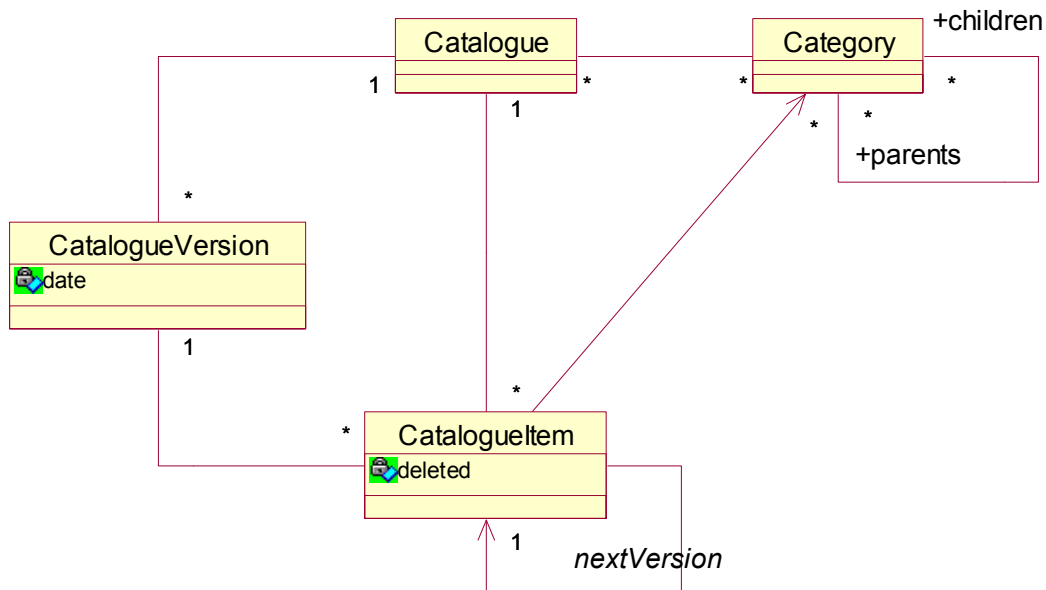 +children
Catalogue
Category
1
*
*
*
1
*
*
+parents
*
CatalogueVersion
date
1
*
*
CatalogueItem
deleted
1
nextVersion